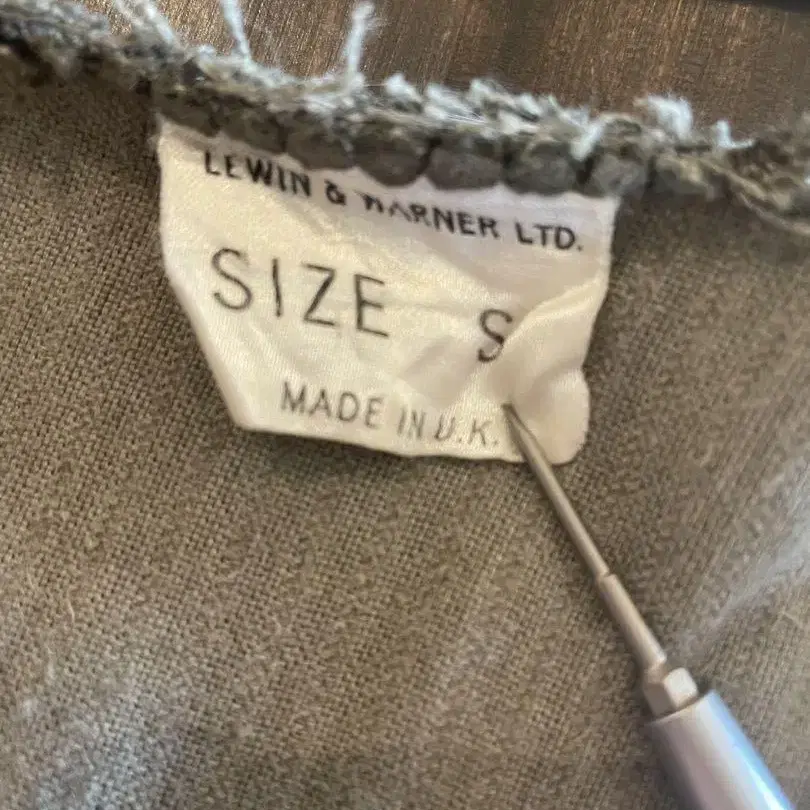 LEWIN & WARNER LTD.
SIZE S
MADE IN U.K.